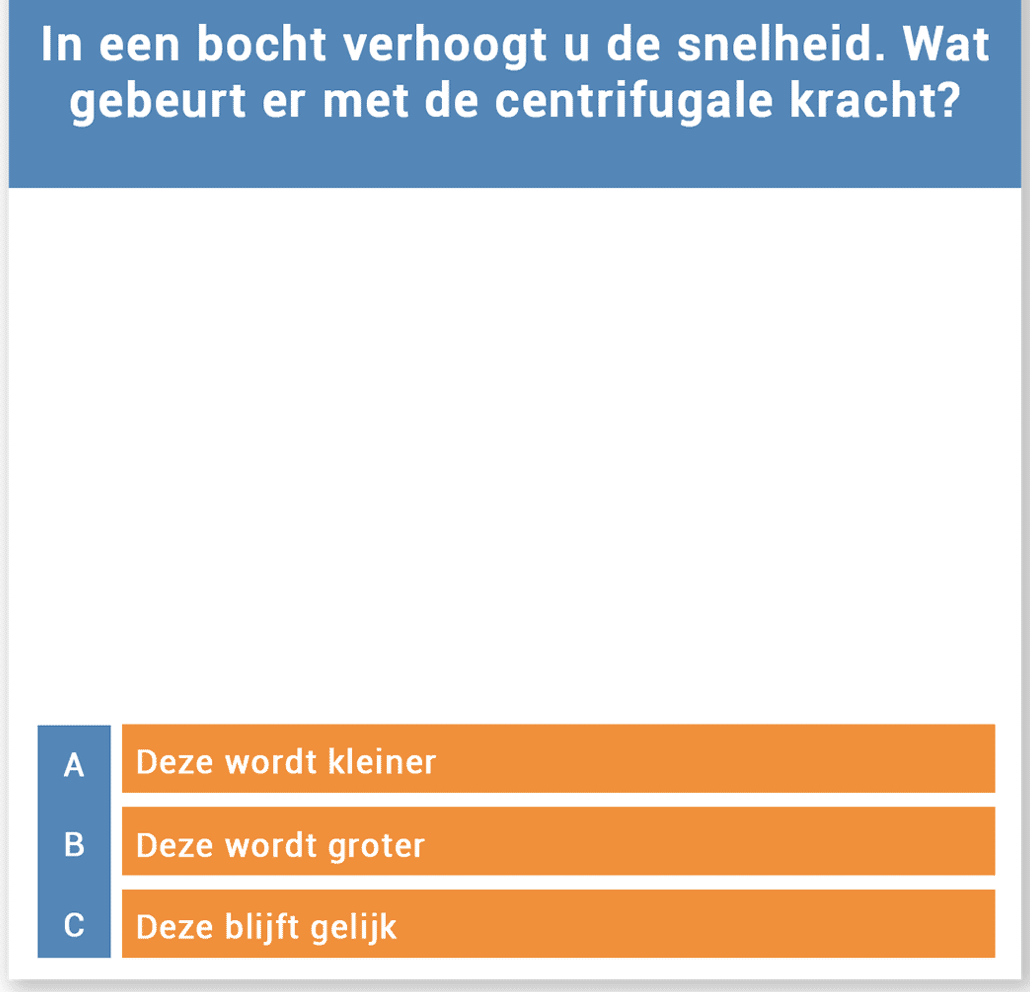 In een bocht verhoogt u de snelheid. Wat
gebeurt er met de centrifugale kracht?
A Deze wordt kleiner
B Deze wordt groter
C Deze blijft gelijk